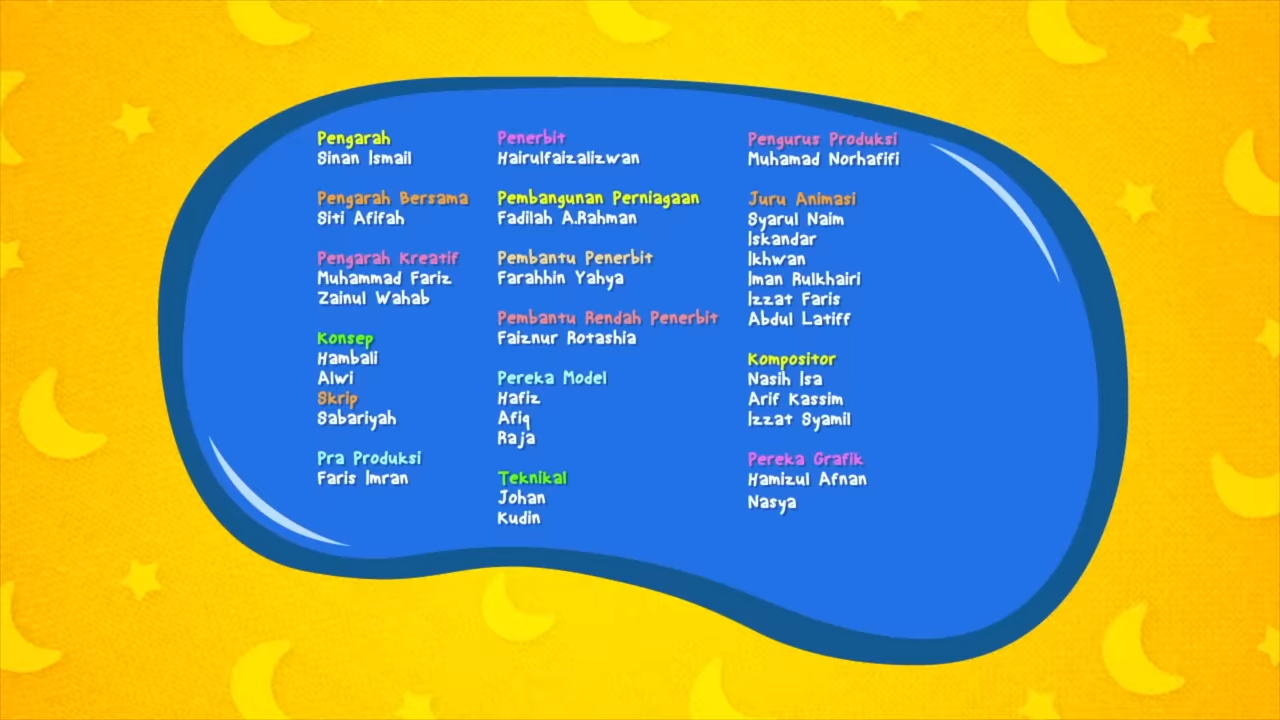 Pengarah
Sinan Ismail
Pengarah Bersama
Siti Afifah
Pengarah Kreatif
Muhammad Fariz
Zainul Wahab
Konsep
Hambali
Alwi
Skrip
Sabariyah
Pra Produksi
Faris Imran
Penerbit
Hairulfaizalizwan
Pembangunan Perniagaan
Fadilah A.Rahman
Pembantu Penerbit
Farahhin Yahya
Pembantu Rendah Penerbit
Faiznur Rotashia
Pereka Model
Hafiz
Afiq
Raja
Teknikal
Johan
Kudin
Pengurus Produksi
Muhamad Norhafifi
Juru Animasi
Syarul Naim
Iskandar
Ikhwan
Iman Rulkhairi
Izzat Faris
Abdul Latiff
Kompositor
Nasih Isa
Arif Kassim
Izzat Syamil
Pereka Grafik
Hamizul Afnan
Nasya